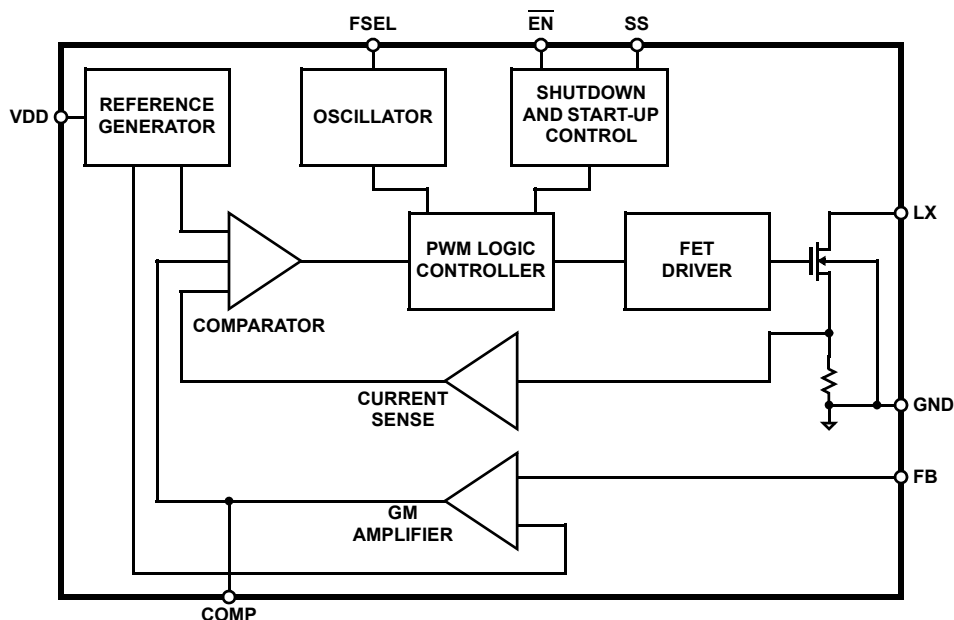 FSEL
EN
SS
VDD
REFERENCE
GENERATOR
OSCILLATOR
SHUTDOWN
AND START-UP
CONTROL
LX
PWM LOGIC
CONTROLLER
FET
DRIVER
COMPARATOR
CURRENT
SENSE
GND
FB
GM
AMPLIFIER
COMP